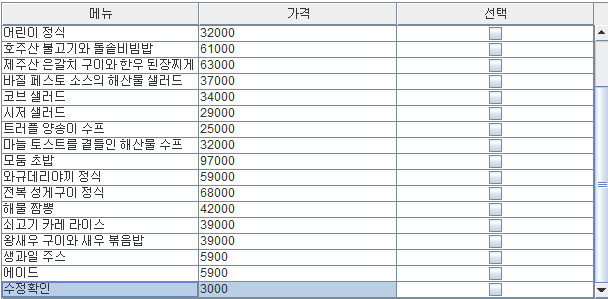 메뉴 가격 선택
어린이 정식 32000
호주산 불고기와 돌솥비빔밥 61000
제주산 은갈치 구이와 한우 된장찌게 63000
바질 페스토 소스의 해산물 샐러드 37000
코브 샐러드 34000
시저 샐러드 29000
트러플 양송이 수프 25000
마늘 토스트를 곁들인 해산물 수프 32000
모둠 초밥 97000
와규데리야끼 정식 59000
전복 성게구이 정식 68000
해물 짬뽕 42000
쇠고기 카레 라이스 39000
왕새우 구이와 새우 볶음밥 39000
생과일 주스 5900
에이드 5900
수정확인 3000